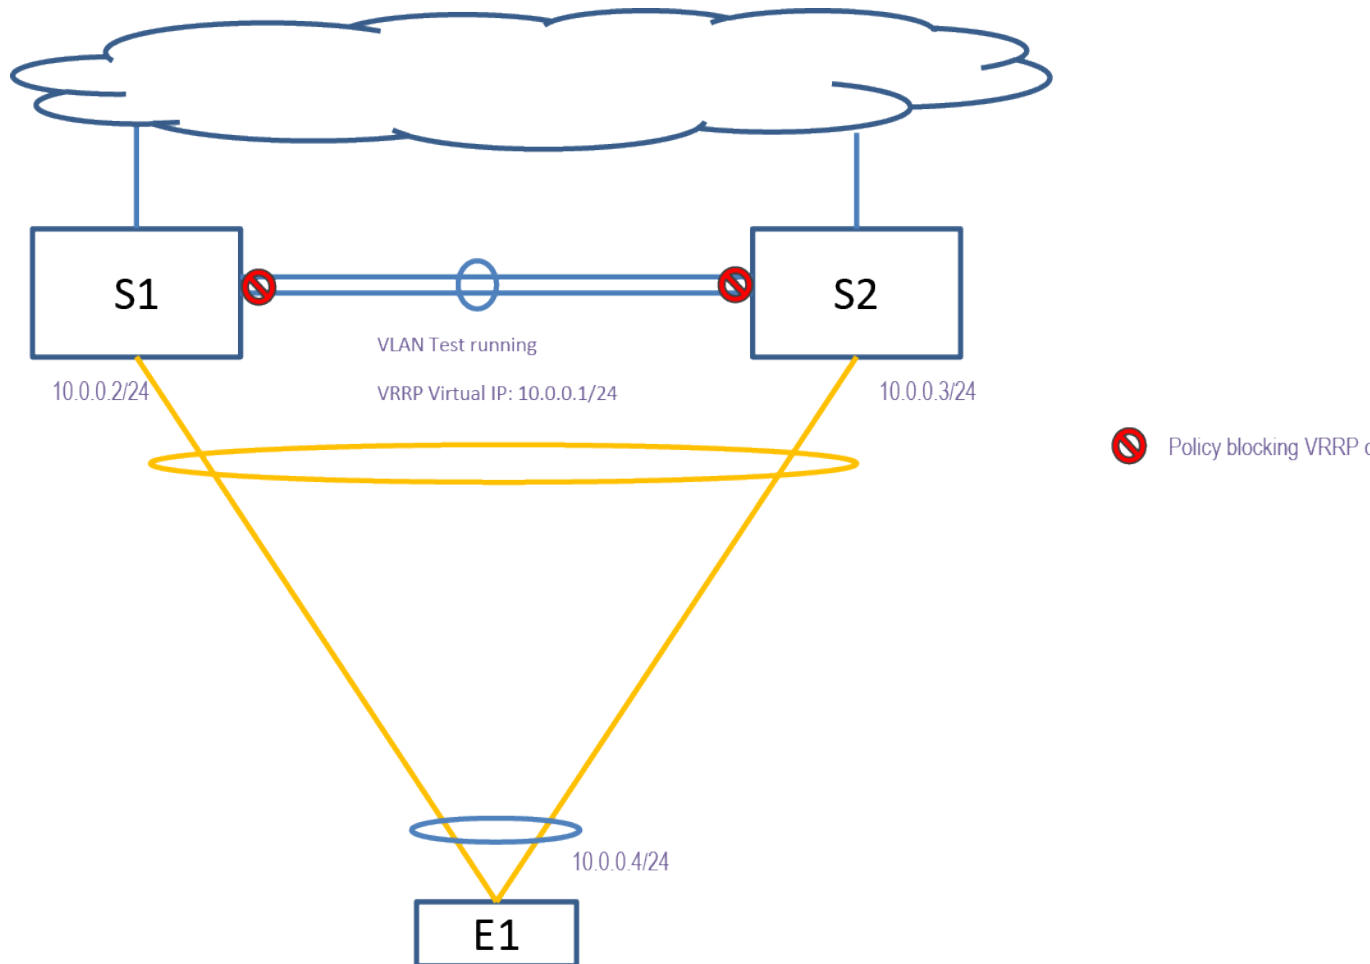 S1
S2
VLAN Test running
10.0.0.2/24
VRRP Virtual IP: 10.0.0.1/24
10.0.0.3/24
Policy blocking VRRP
10.0.0.4/24
E1